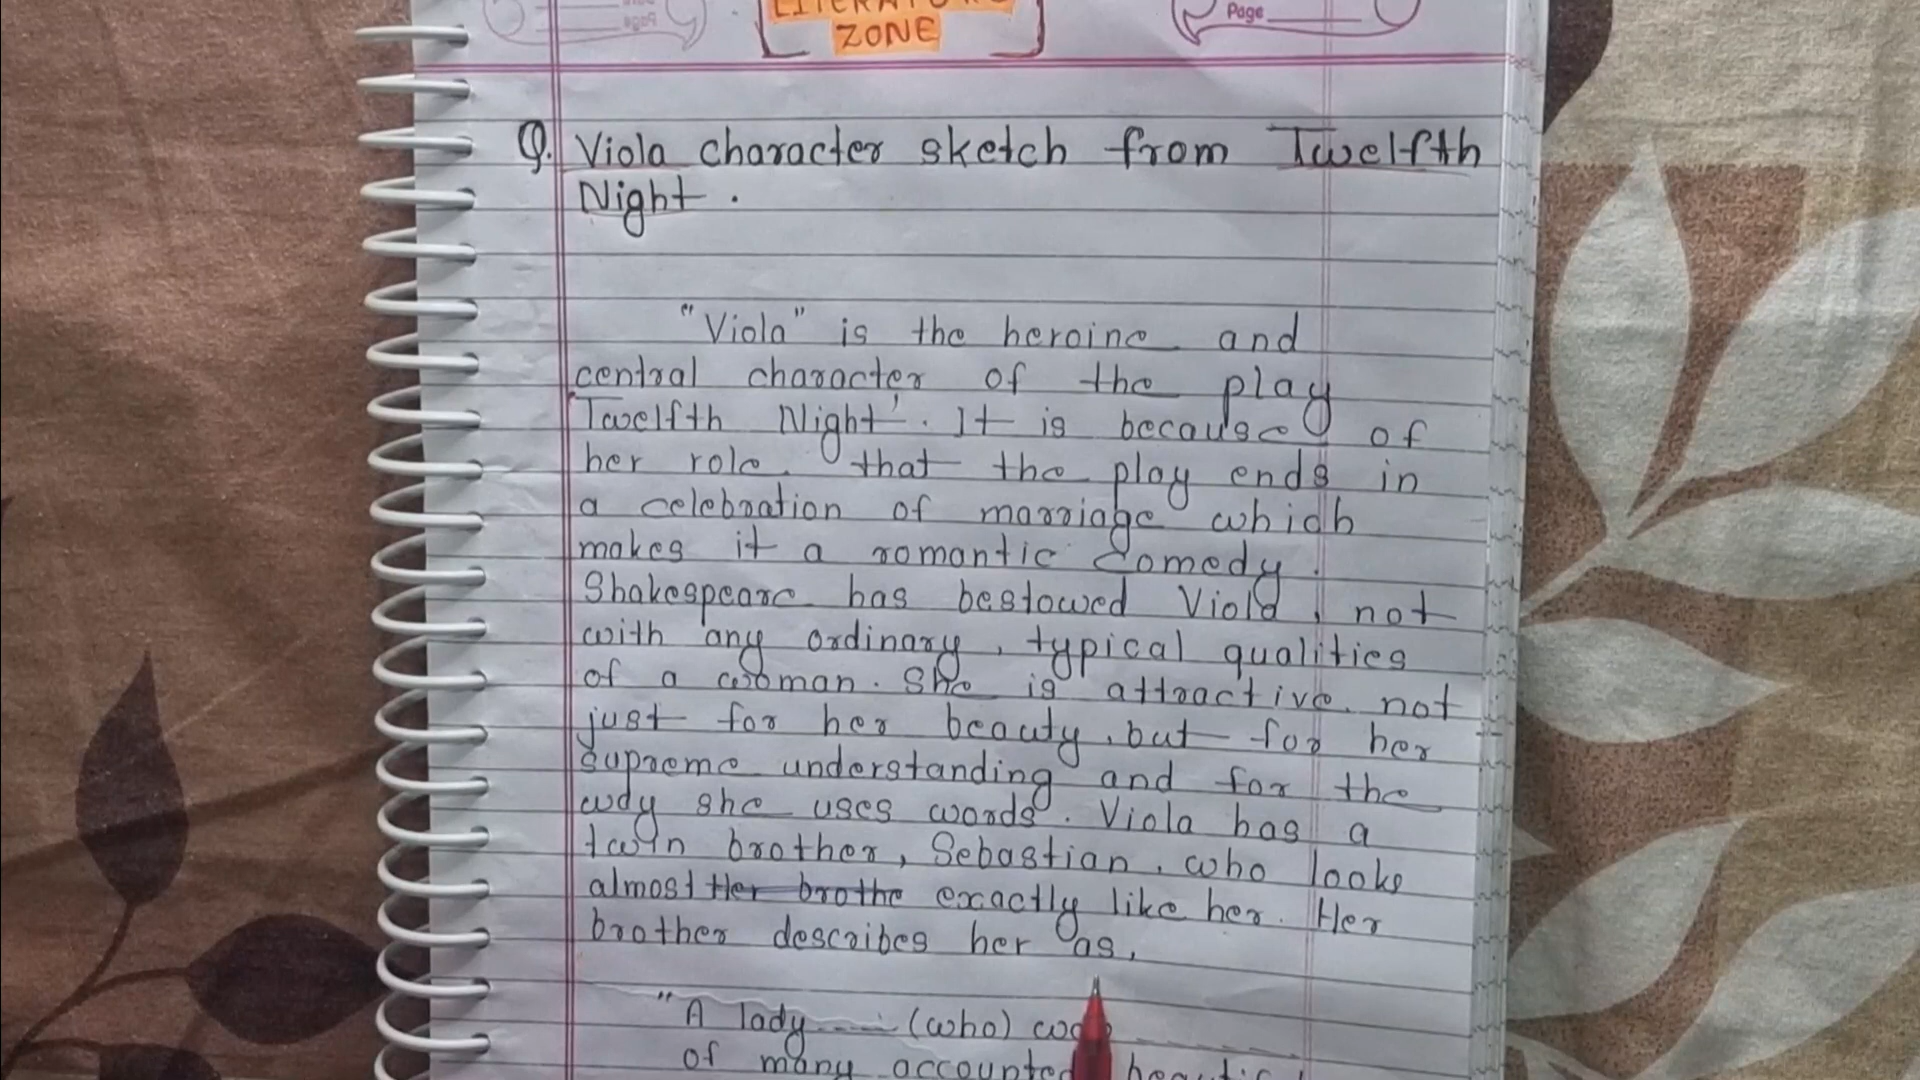 ZONE
Page
Page
Q. Viola character sketch from Twelfth
Night.
"Viola" is the heroine and
central character of the play
'Twelfth Night'. It is because of
her role that the play ends in
a celebration of marriage which
makes it a romantic Comedy.
Shakespeare has bestowed Viola, not
with any ordinary, typical qualities
of a woman. She is attractive not
just for her beauty, but for her
supreme understanding and for the
way she uses words. Viola has a
twin brother, Sebastian, who looks
almost Her brothe exactly like her. Her
brother describes her as,
"A lady .... (who)
of many accounted